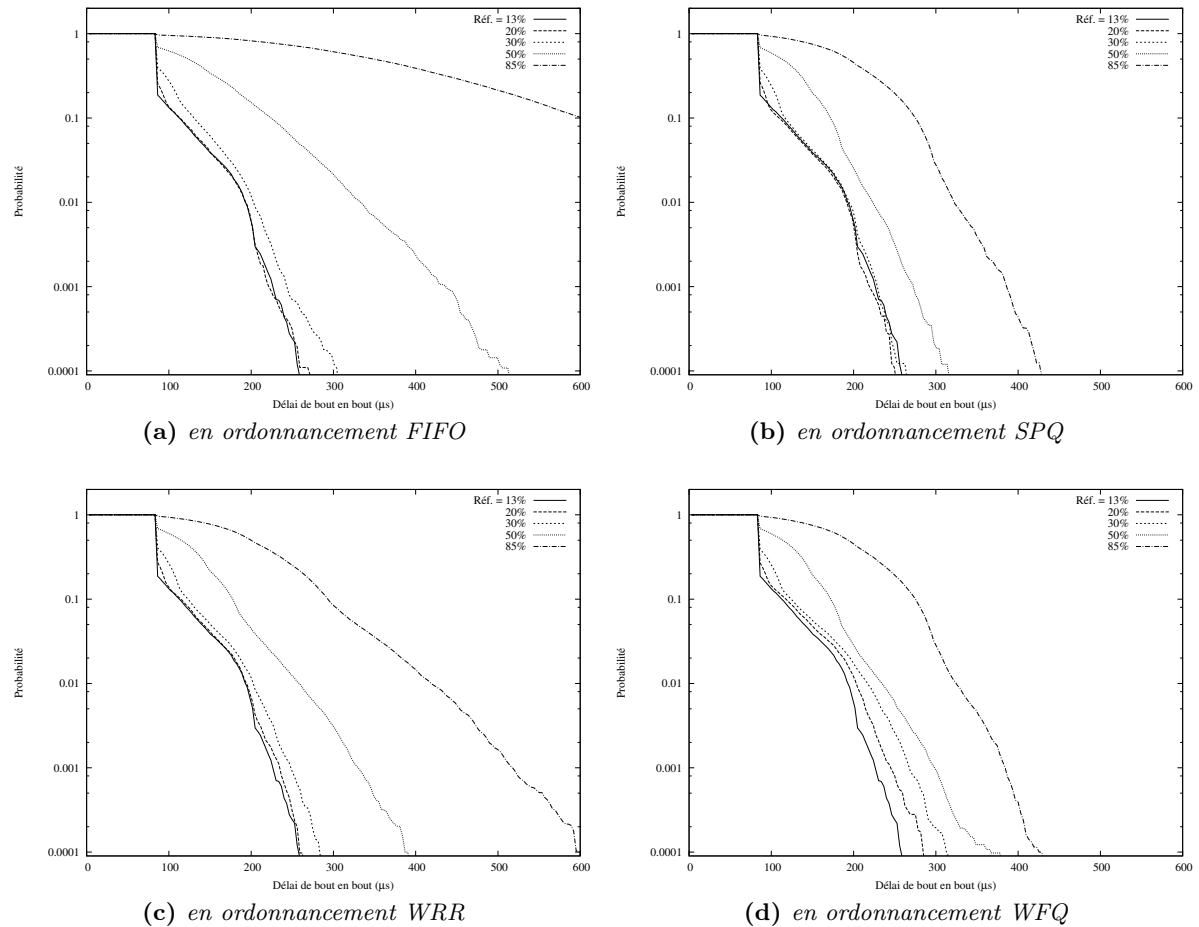 1
0.1
0.01
0.001
0.0001
Probabilité
0 100 200 300 400 500 600
Délai de bout en bout (µs)
Réf. = 13%
20%
30%
50%
85%
(a) en ordonnancement FIFO
1
0.1
0.01
0.001
0.0001
Probabilité
0 100 200 300 400 500 600
Délai de bout en bout (µs)
Réf. = 13%
20%
30%
50%
85%
(b) en ordonnancement SPQ
1
0.1
0.01
0.001
0.0001
Probabilité
0 100 200 300 400 500 600
Délai de bout en bout (µs)
Réf. = 13%
20%
30%
50%
85%
(c) en ordonnancement WRR
1
0.1
0.01
0.001
0.0001
Probabilité
0 100 200 300 400 500 600
Délai de bout en bout (µs)
Réf. = 13%
20%
30%
50%
85%
(d) en ordonnancement WFQ